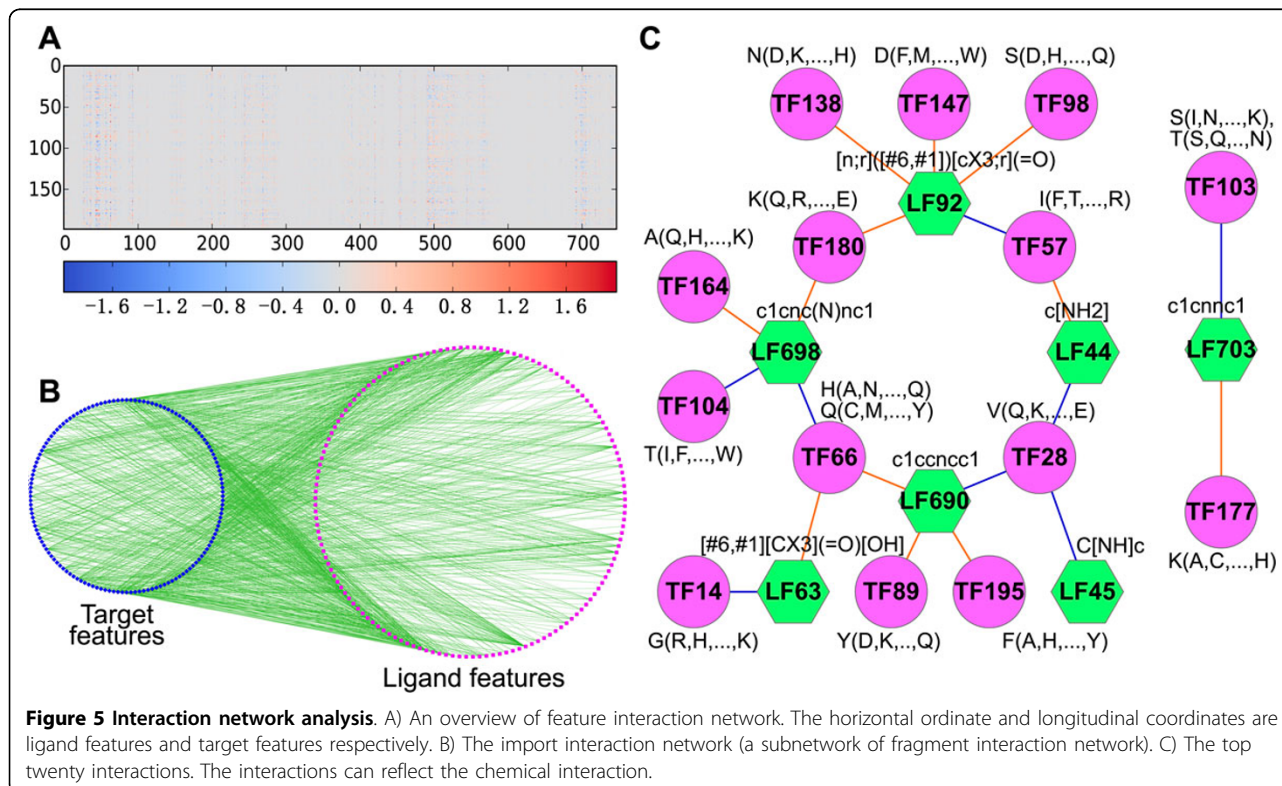 A
0
50
100
150
0 100 200 300 400 500 600 700
-1.6 -1.2 -0.8 -0.4 0.0 0.4 0.8 1.2 1.6
B
Target
features
Ligand features
C
N(D,K,...,H)
D(F,M,...,W)
S(D,H,...,Q)
TF138
TF147
TF98
S(I,N,...,K),
T(S,Q,..,N)
TF103
[n;r]([#6,#1])[cX3;r](=O)
LF92
K(Q,R,...,E)
I(F,T,...,R)
TF180
TF57
A(Q,H,...,K)
TF164
c1cnc(N)nc1
LF698
c[NH2]
LF44
c1cnnc1
LF703
TF104
T(I,F,...,W)
H(A,N,...,Q)
Q(C,M,...,Y)
TF66
V(Q,K,...,E)
TF28
c1ccncc1
LF690
TF177
K(A,C,...,H)
[#6,#1][CX3](=O)[OH]
C[NH]c
TF14
LF63
TF89
TF195
LF45
G(R,H,...,K)
Y(D,K,..,Q)
F(A,H,...,Y)
Figure 5 Interaction network analysis. A) An overview of feature interaction network. The horizontal ordinate and longitudinal coordinates are
ligand features and target features respectively. B) The import interaction network (a subnetwork of fragment interaction network). C) The top
twenty interactions. The interactions can reflect the chemical interaction.